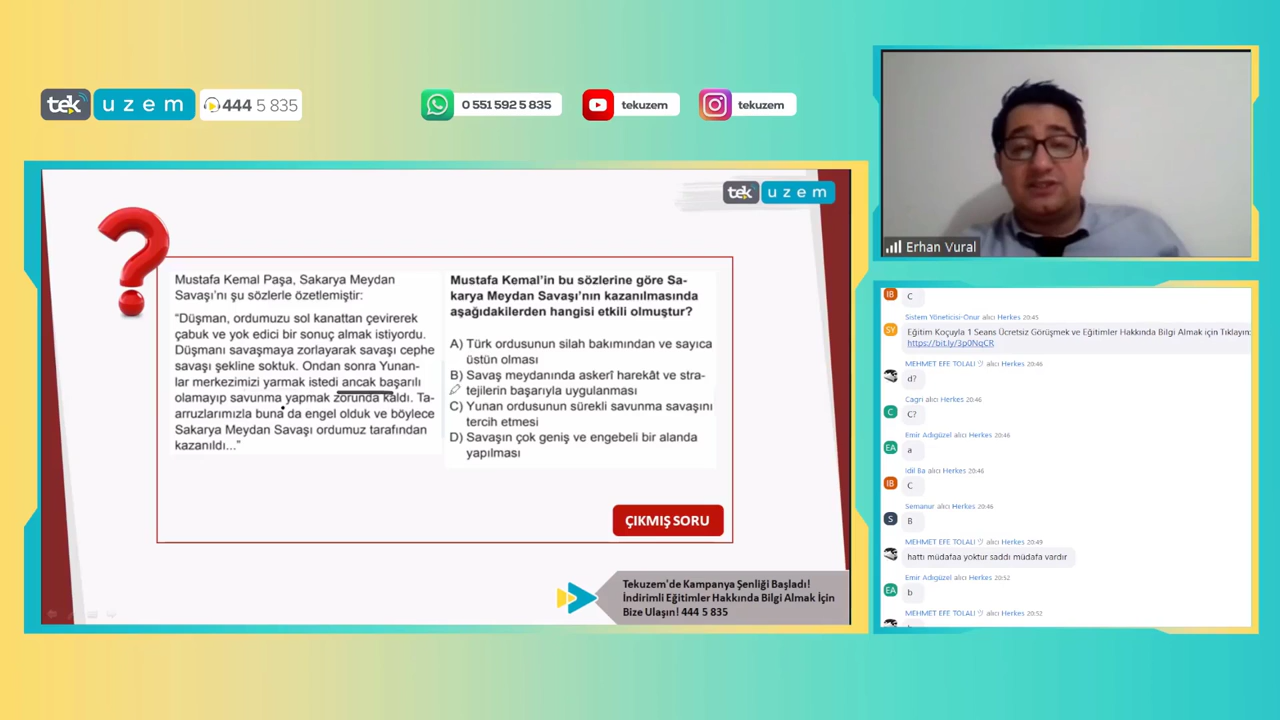 tek uzem 444 5 835
0 551 592 5 835
tekuzem
tekuzem
tek uzem
Mustafa Kemal Paşa, Sakarya Meydan
Savaşı'nı şu sözlerle özetlemiştir:
“Düşman, ordumuzu sol kanattan çevirerek
çabuk ve yok edici bir sonuç almak istiyordu.
Düşmanı savaşmaya zorlayarak savaşı cephe
savaşı şekline soktuk. Ondan sonra Yunan-
lar merkezimizi yarmak istedi ancak başarılı
olamayıp savunma yapmak zorunda kaldı. Ta-
arruzlarımızla buna da engel olduk ve böylece
Sakarya Meydan Savaşı ordumuz tarafından
kazanıldı...”
Mustafa Kemal'in bu sözlerine göre Sa-
karya Meydan Savaşı'nın kazanılmasında
aşağıdakilerden hangisi etkili olmuştur?
A) Türk ordusunun silah bakımından ve sayıca
üstün olması
B) Savaş meydanında askerî harekât ve stra-
tejilerin başarıyla uygulanması
C) Yunan ordusunun sürekli savunma savaşını
tercih etmesi
D) Savaşın çok geniş ve engebeli bir alanda
yapılması
ÇIKMIŞ SORU
Tekuzem'de Kampanya Şenliği Başladı!
İndirimli Eğitimler Hakkında Bilgi Almak İçin
Bize Ulaşın! 444 5 835
Erhan Vural
IB C
Sistem Yöneticisi-Onur alıcı Herkes 20:45
SY Eğitim Koçuyla 1 Seans Ücretsiz Görüşmek ve Eğitimler Hakkında Bilgi Almak için Tıklayın:
https://bit.ly/3p0NqCR
MEHMET EFE TOLALI ツ alıcı Herkes 20:46
d?
Cagri alıcı Herkes 20:46
C C?
Emir Adıgüzel alıcı Herkes 20:46
EA a
Idil Ba alıcı Herkes 20:46
IB C
Semanur alıcı Herkes 20:46
S B
MEHMET EFE TOLALI ツ alıcı Herkes 20:49
hattı müdafaa yoktur saddı müdafa vardır
Emir Adıgüzel alıcı Herkes 20:52
EA b
MEHMET EFE TOLALI ツ alıcı Herkes 20:52